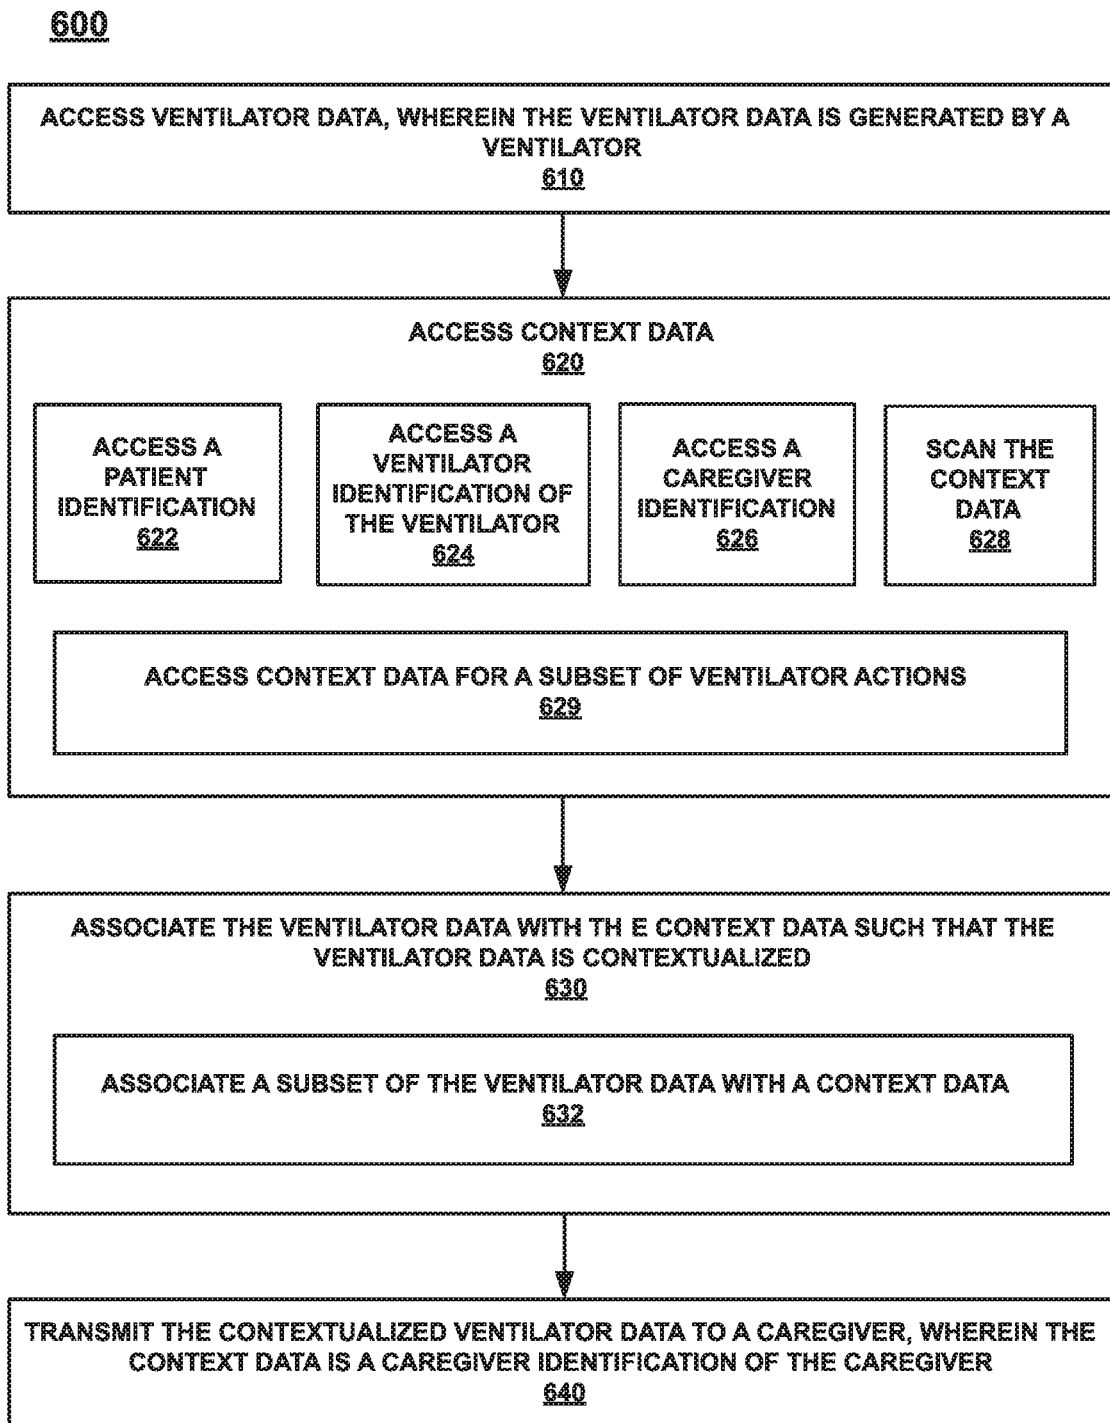 600
ACCESS VENTILATOR DATA, WHEREIN THE VENTILATOR DATA IS GENERATED BY A
VENTILATOR
610
ACCESS CONTEXT DATA
620
ACCESS A
PATIENT
IDENTIFICATION
622
ACCESS A
VENTILATOR
IDENTIFICATION OF
THE VENTILATOR
624
ACCESS A
CAREGIVER
IDENTIFICATION
626
SCAN THE
CONTEXT
DATA
628
ACCESS CONTEXT DATA FOR A SUBSET OF VENTILATOR ACTIONS
629
ASSOCIATE THE VENTILATOR DATA WITH TH E CONTEXT DATA SUCH THAT THE
VENTILATOR DATA IS CONTEXTUALIZED
630
ASSOCIATE A SUBSET OF THE VENTILATOR DATA WITH A CONTEXT DATA
632
TRANSMIT THE CONTEXTUALIZED VENTILATOR DATA TO A CAREGIVER, WHEREIN THE
CONTEXT DATA IS A CAREGIVER IDENTIFICATION OF THE CAREGIVER
640